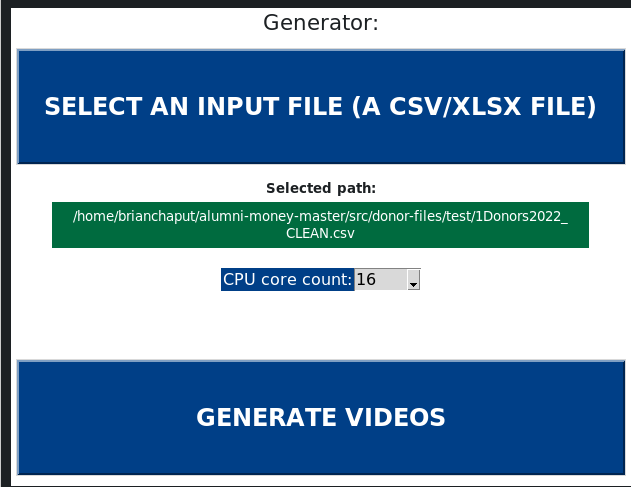 Generator:
SELECT AN INPUT FILE (A CSV/XLSX FILE)
Selected path:
/home/brianchaput/alumni-money-master/src/donor-files/test/1Donors2022_
CLEAN.csv
CPU core count: 16
GENERATE VIDEOS